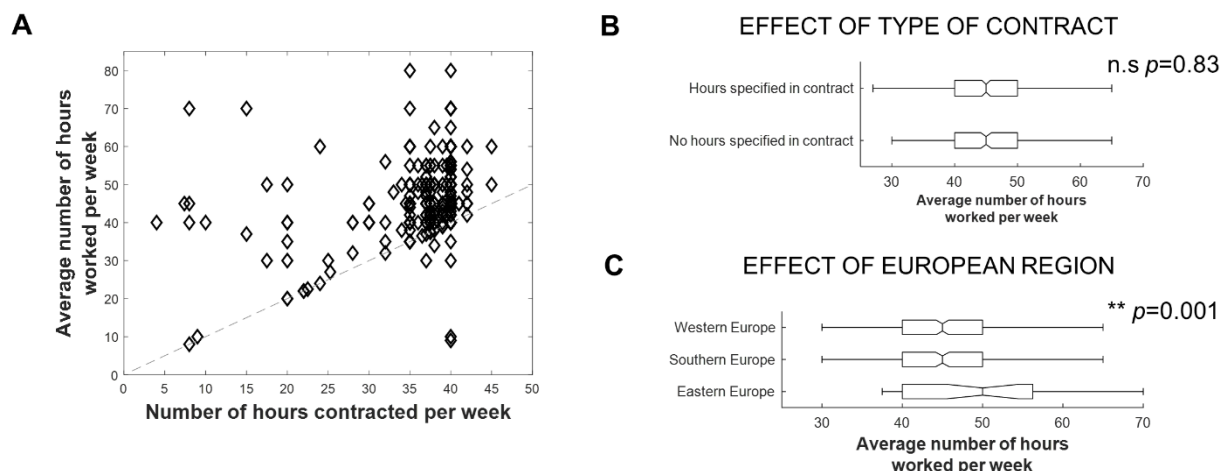 A
Average number of hours
worked per week
80
70
60
50
40
30
20
10
0
0 5 10 15 20 25 30 35 40 45 50
Number of hours contracted per week
B
EFFECT OF TYPE OF CONTRACT
n.s p=0.83
Hours specified in contract
No hours specified in contract
30 40 50 60 70
Average number of hours
worked per week
C
EFFECT OF EUROPEAN REGION
** p=0.001
Western Europe
Southern Europe
Eastern Europe
30 40 50 60 70
Average number of hours
worked per week